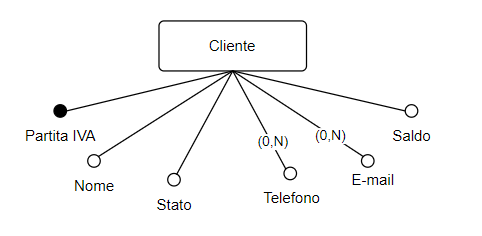 Cliente
Partita IVA
Nome
Stato
(0,N)
Telefono
(0,N)
E-mail
Saldo